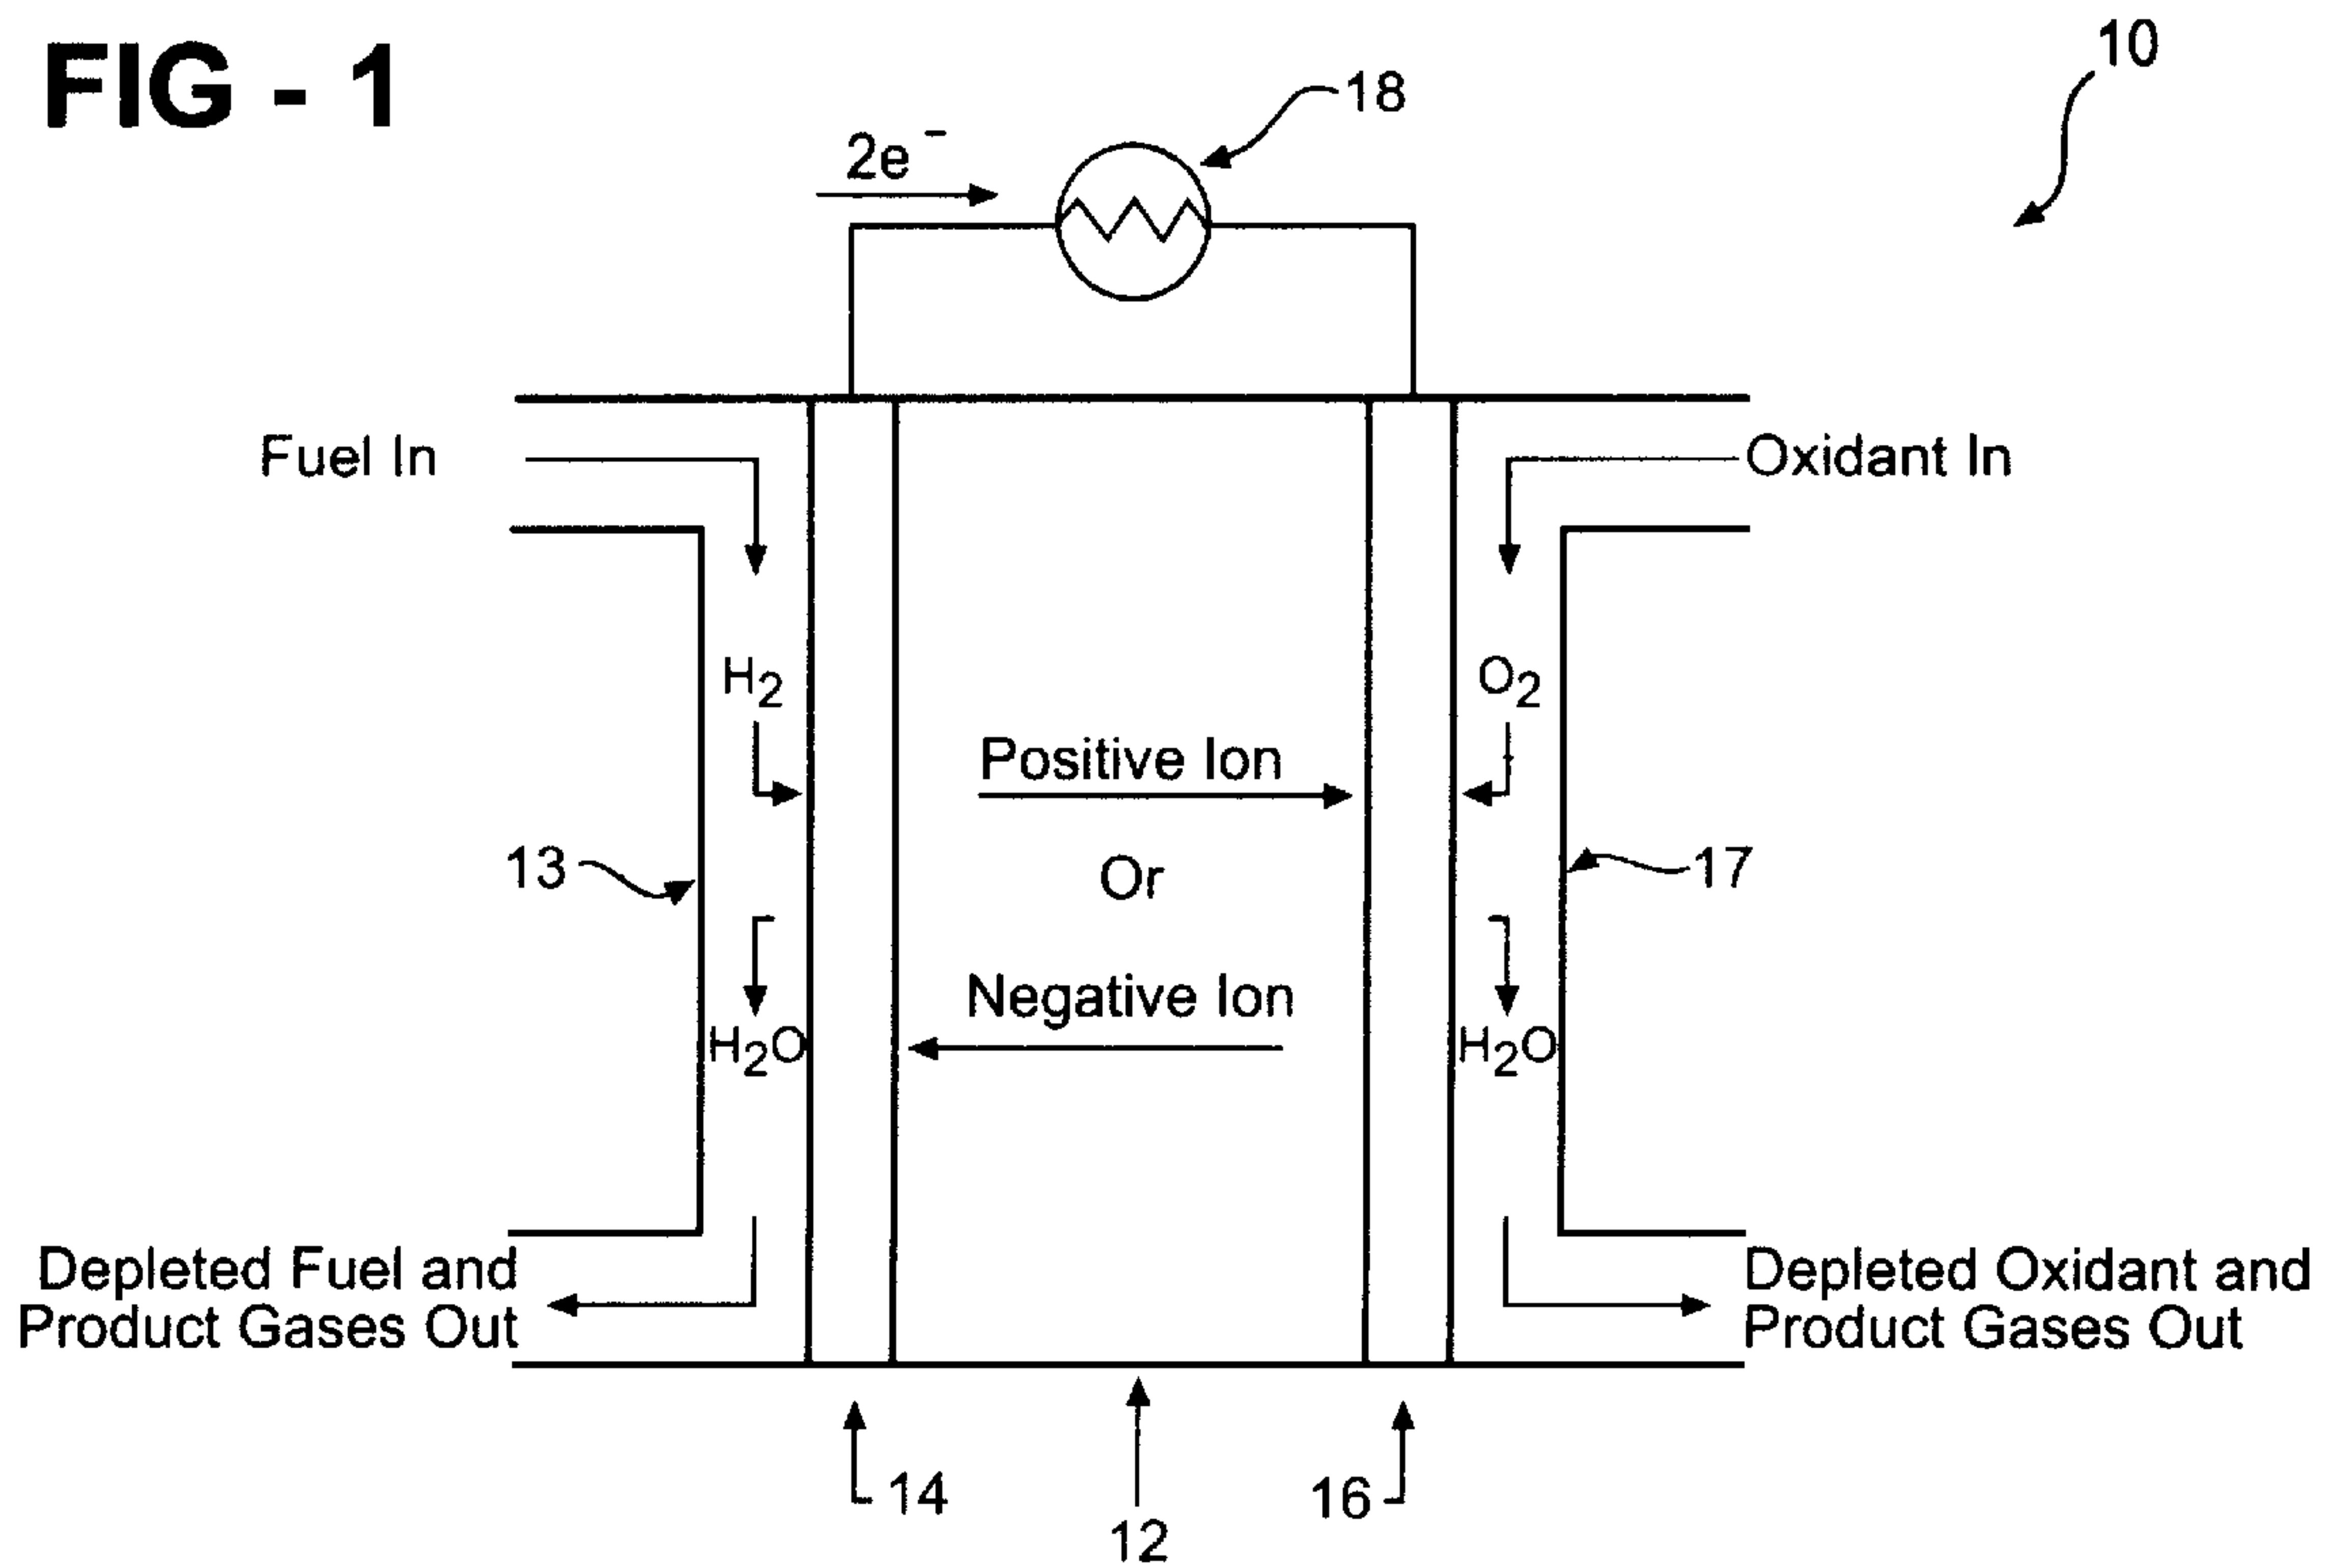 FIG - 1
10
18
2e⁻
Fuel In
Oxidant In
H₂
O₂
Positive Ion
13
Or
17
Negative Ion
H₂O
H₂O
Depleted Fuel and
Product Gases Out
Depleted Oxidant and
Product Gases Out
14
16
12